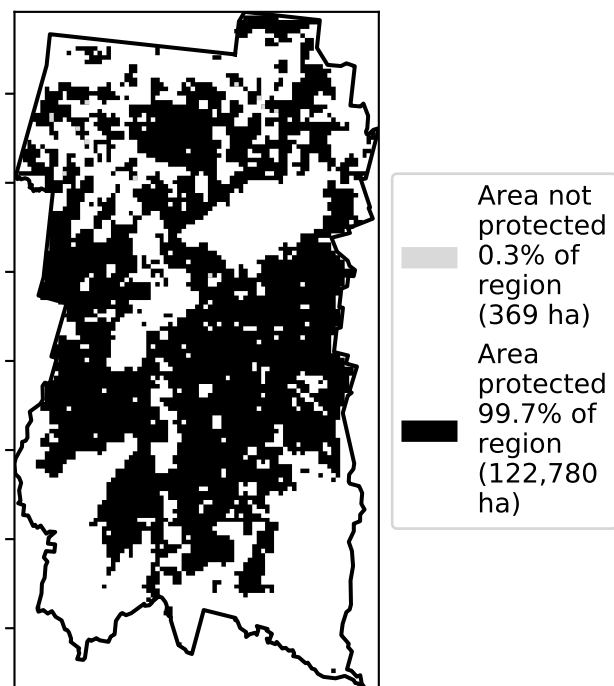 Area not
protected
0.3% of
region
(369 ha)
Area
protected
99.7% of
region
(122,780
ha)